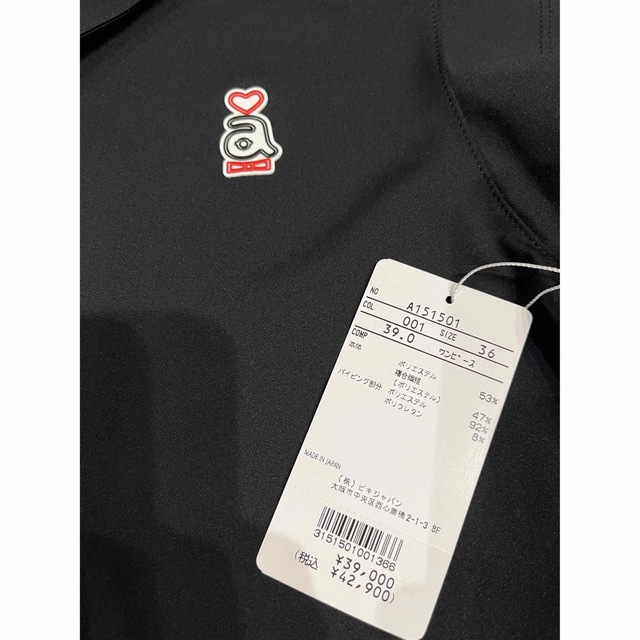 a
NO A151501
COL 001 SIZE 36
COMP 39.0 ワンピース
本体 ポリエステル 53%
複合繊維
(ポリエステル) 47%
パイピング部分 ポリエステル 92%
ポリウレタン 8%
MADE IN JAPAN
(株)ビキジャパン
大阪市中央区西心斎橋2-1-3 8F
3151501001366
¥39,000
(税込 ¥42,900)